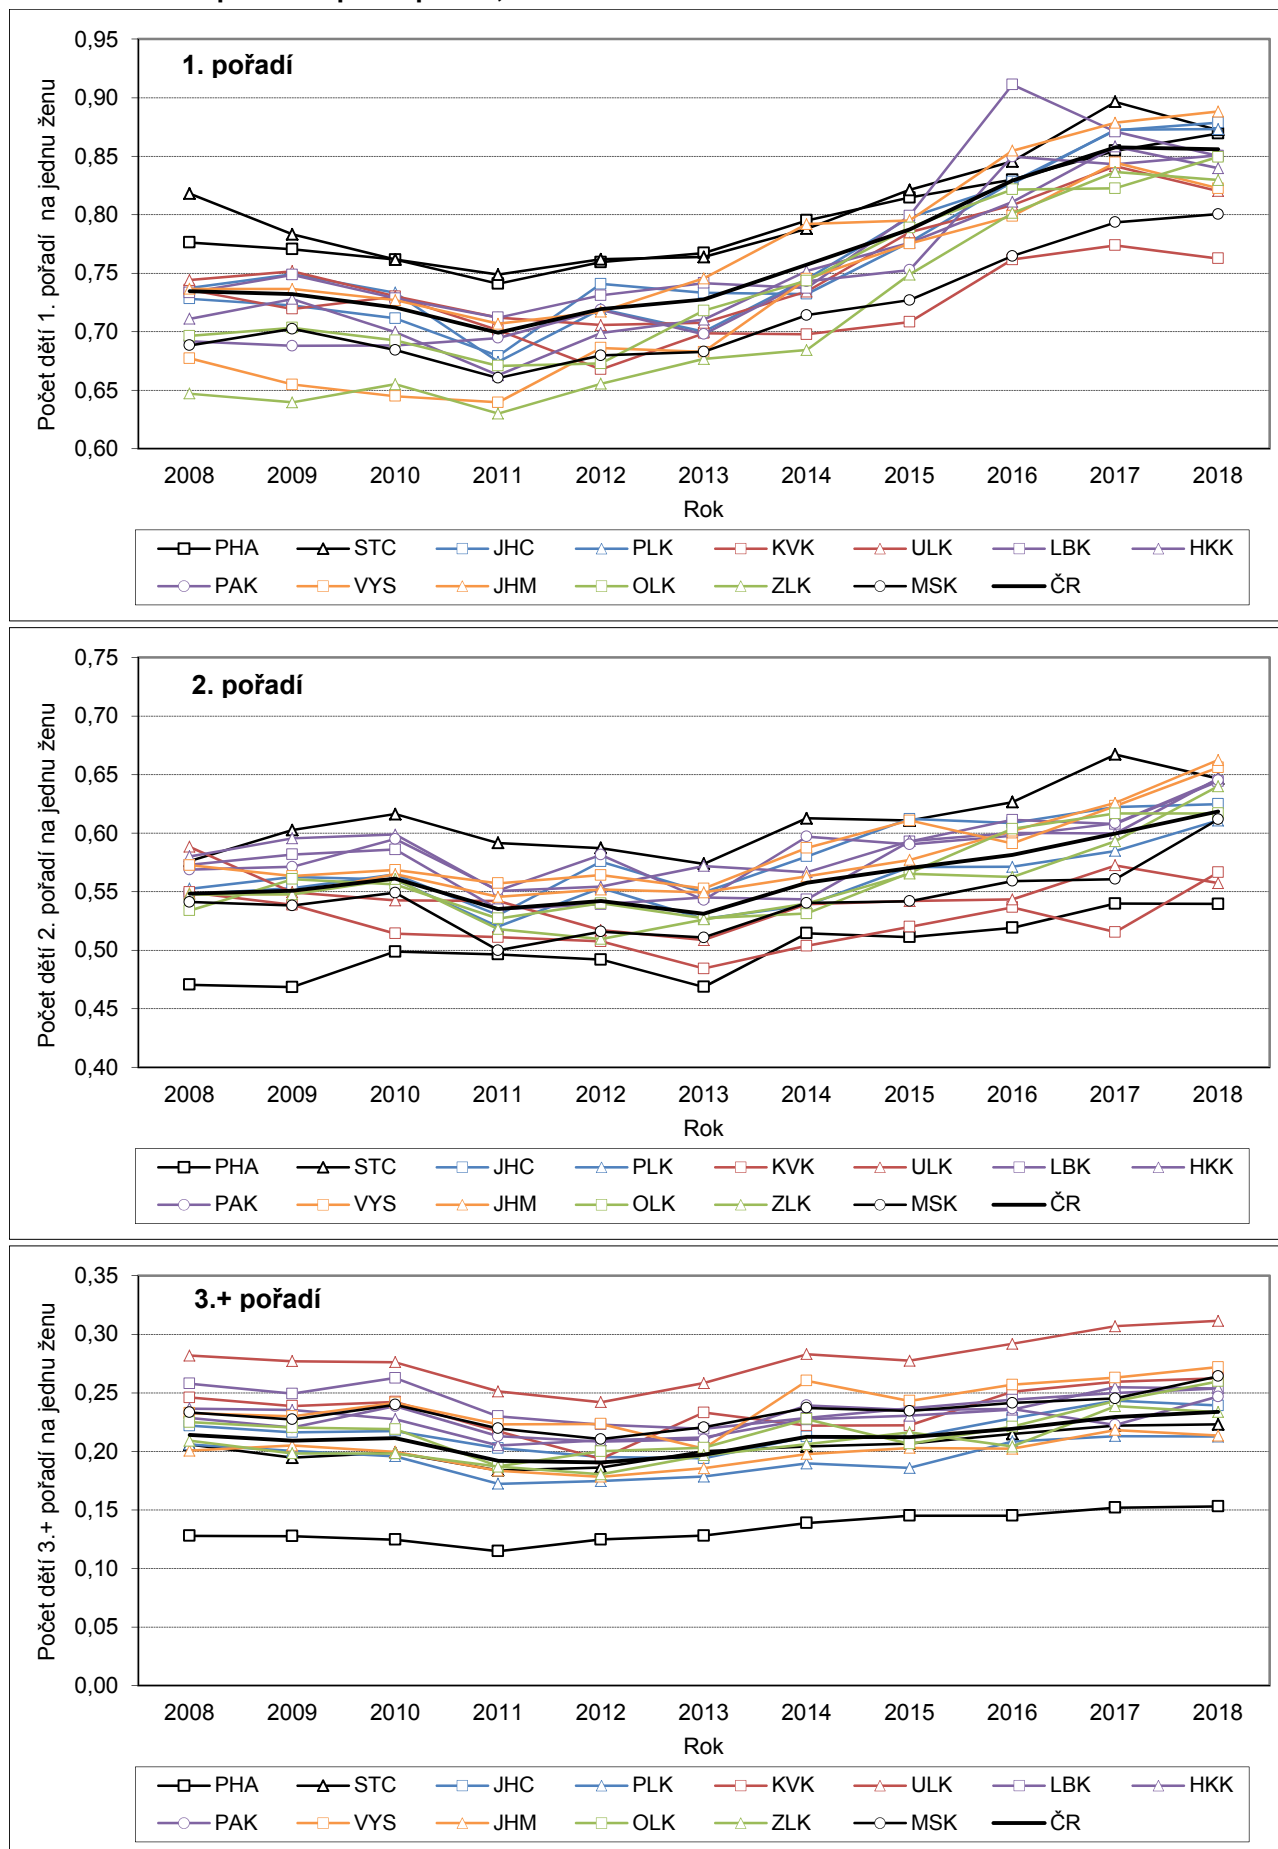 1. pořadí
Počet dětí 1. pořadí na jednu ženu
0,95
0,90
0,85
0,80
0,75
0,70
0,65
0,60
2008 2009 2010 2011 2012 2013 2014 2015 2016 2017 2018
Rok
PHA STC JHC PLK KVK ULK LBK HKK
PAK VYS JHM OLK ZLK MSK ČR
2. pořadí
Počet dětí 2. pořadí na jednu ženu
0,75
0,70
0,65
0,60
0,55
0,50
0,45
0,40
2008 2009 2010 2011 2012 2013 2014 2015 2016 2017 2018
Rok
PHA STC JHC PLK KVK ULK LBK HKK
PAK VYS JHM OLK ZLK MSK ČR
3.+ pořadí
Počet dětí 3.+ pořadí na jednu ženu
0,35
0,30
0,25
0,20
0,15
0,10
0,05
0,00
2008 2009 2010 2011 2012 2013 2014 2015 2016 2017 2018
Rok
PHA STC JHC PLK KVK ULK LBK HKK
PAK VYS JHM OLK ZLK MSK ČR